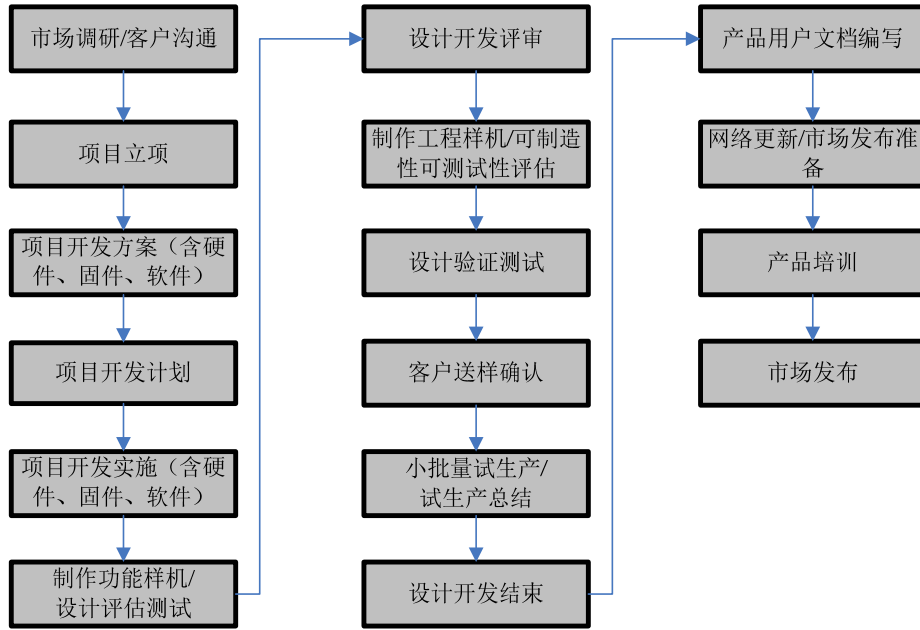 市场调研/客户沟通
项目立项
项目开发方案（含硬
件、固件、软件）
项目开发计划
项目开发实施（含硬
件、固件、软件）
制作功能样机/
设计评估测试
设计开发评审
制作工程样机/可制造
性可测试性评估
设计验证测试
客户送样确认
小批量试生产/
试生产总结
设计开发结束
产品用户文档编写
网络更新/市场发布准
备
产品培训
市场发布